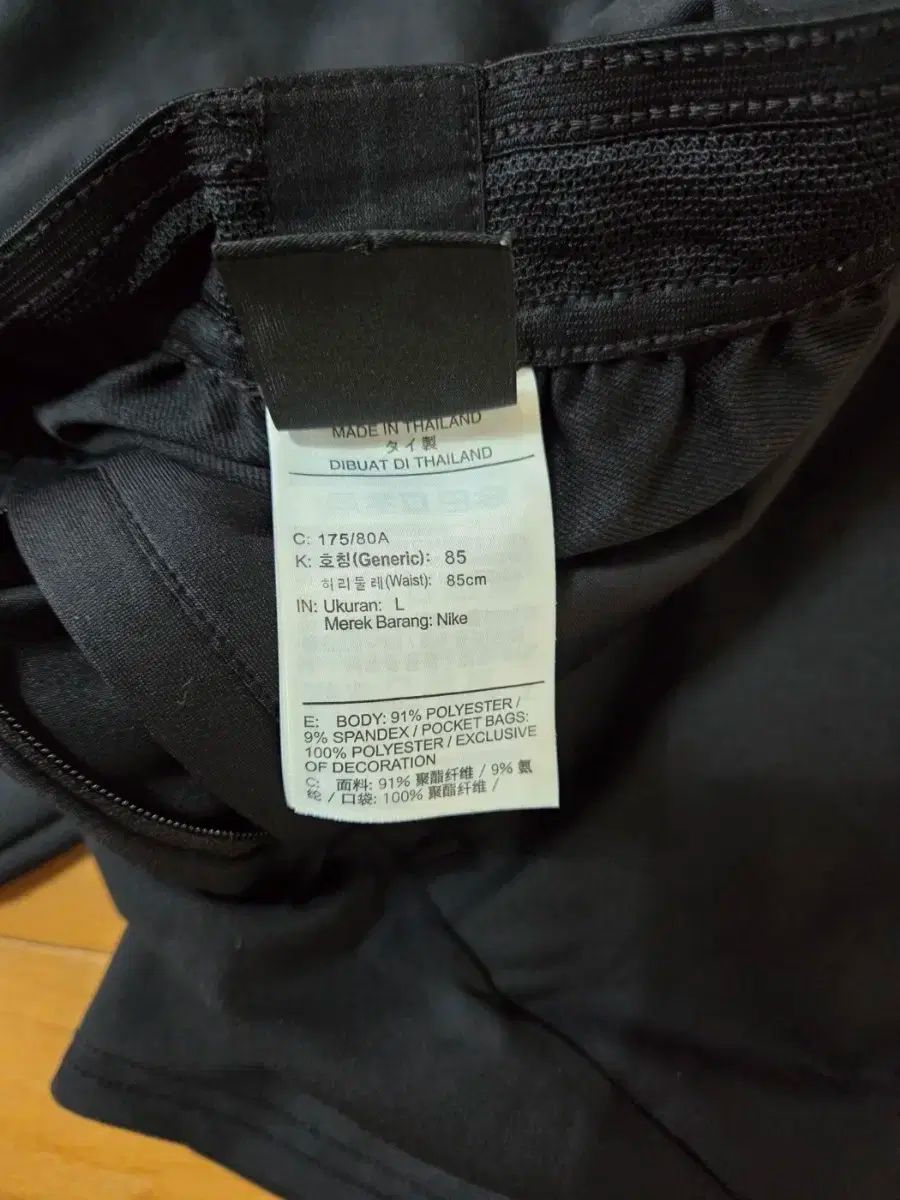 MADE IN THAILAND
タイ製
DIBUAT DI THAILAND
C: 175/80A
K: 호칭(Generic): 85
허리둘레(Waist): 85cm
IN: Ukuran: L
Merek Barang: Nike
E: BODY: 91% POLYESTER /
9% SPANDEX / POCKET BAGS:
100% POLYESTER / EXCLUSIVE
OF DECORATION
C: 面料: 91% 聚酯纤维 / 9% 氨
纶 / 口袋: 100% 聚酯纤维 /